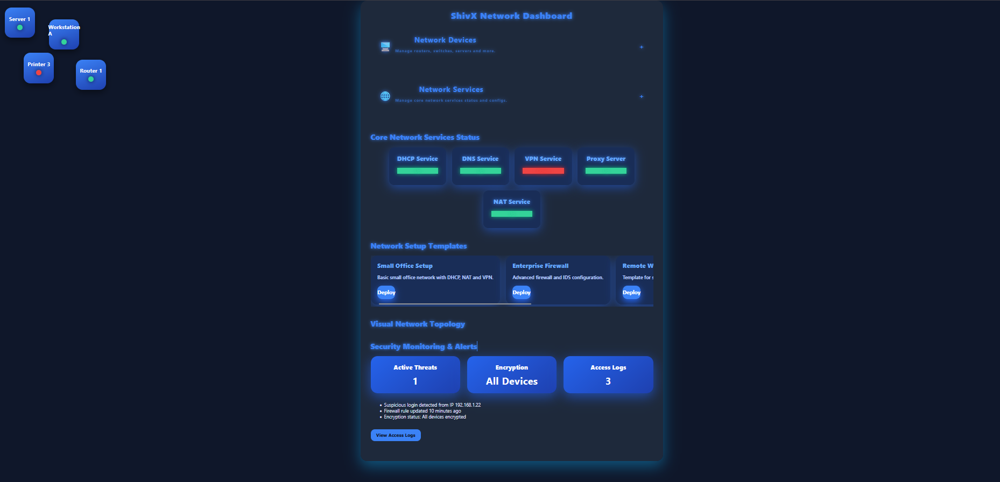 Server 1
Workstation
A
Printer 3
Router 1
ShivX Network Dashboard
Network Devices
Manage routers, switches, servers and more.
+
Network Services
Manage core network services status and configs.
+
Core Network Services Status
DHCP Service
DNS Service
VPN Service
Proxy Server
NAT Service
Network Setup Templates
Small Office Setup
Basic small office network with DHCP, NAT and VPN.
Deploy
Enterprise Firewall
Advanced firewall and IDS configuration.
Deploy
Remote W
Template for s
Deploy
Visual Network Topology
Security Monitoring & Alerts
Active Threats
1
Encryption
All Devices
Access Logs
3
• Suspicious login detected from IP 192.168.1.22
• Firewall rule updated 10 minutes ago
• Encryption status: All devices encrypted
View Access Logs